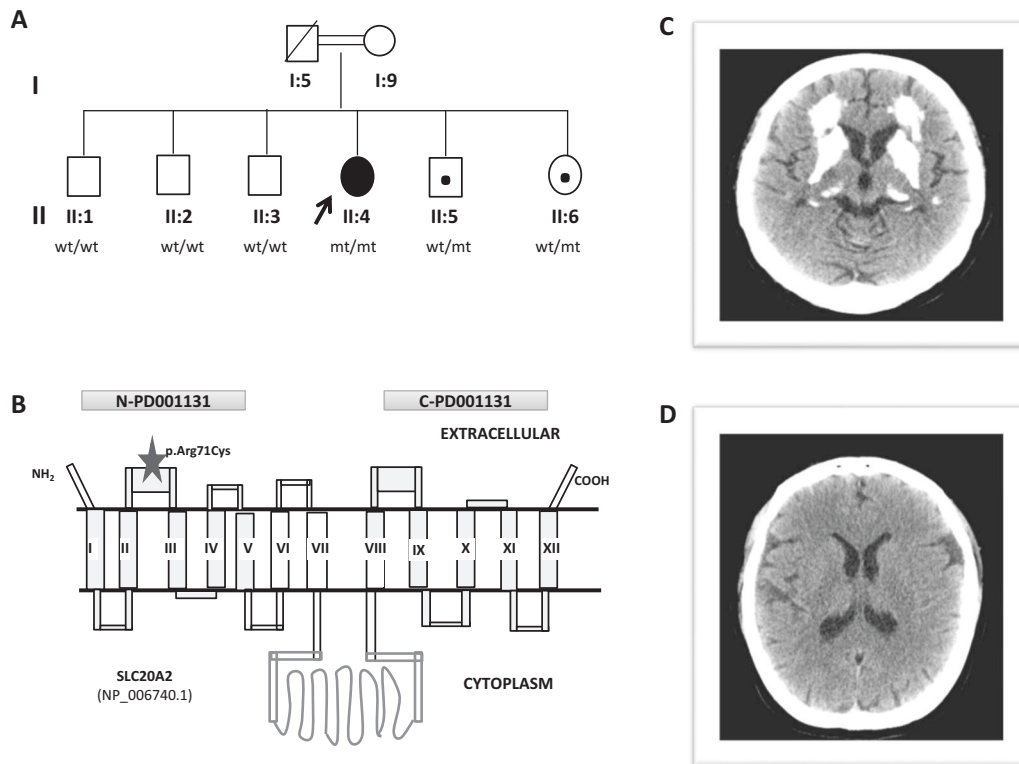 A
I:5 I:9
I
II
II:1 II:2 II:3 II:4 II:5 II:6
wt/wt wt/wt wt/wt mt/mt wt/mt wt/mt
B
N-PD001131 C-PD001131
EXTRACELLULAR
p.Arg71Cys
NH2 COOH
I II III IV V VI VII VIII IX X XI XII
SLC20A2
(NP_006740.1)
CYTOPLASM
C
D